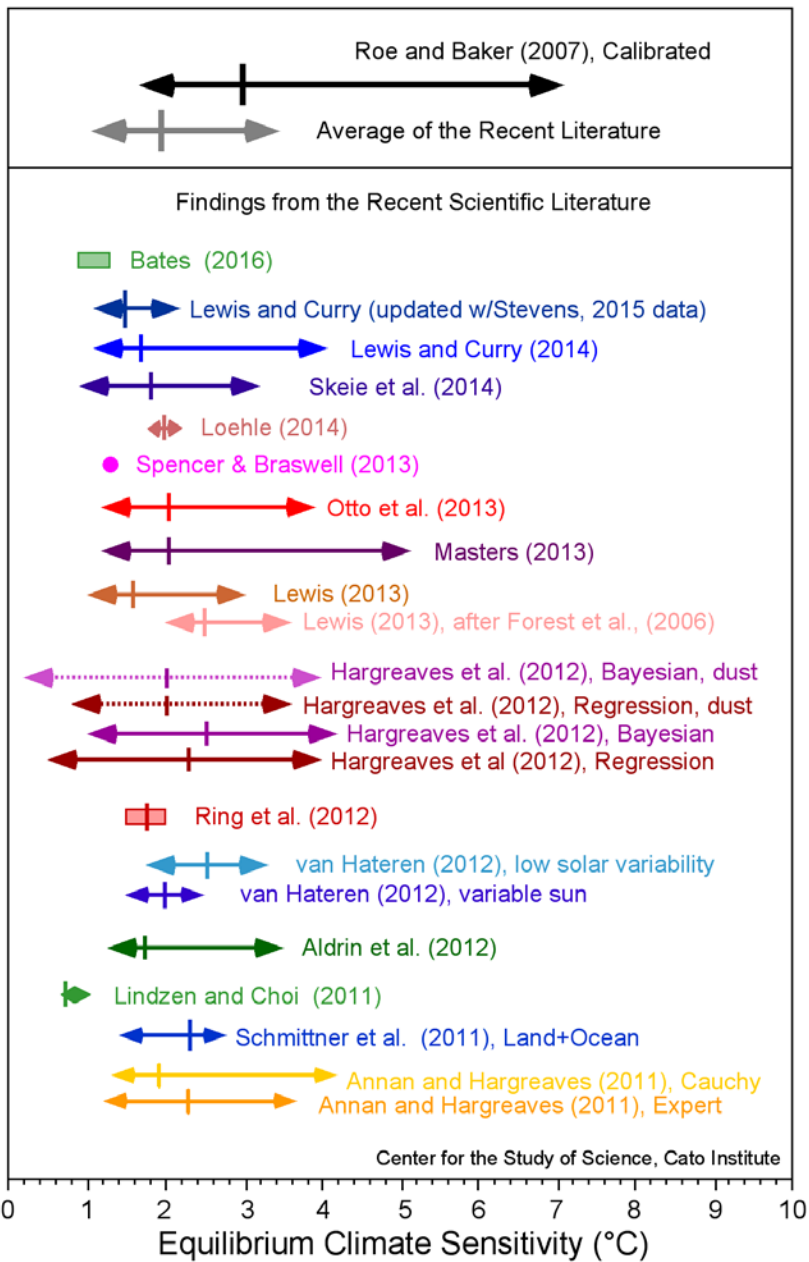 Roe and Baker (2007), Calibrated
Average of the Recent Literature
Findings from the Recent Scientific Literature
Bates (2016)
Lewis and Curry (updated w/Stevens, 2015 data)
Lewis and Curry (2014)
Skeie et al. (2014)
Loehle (2014)
Spencer & Braswell (2013)
Otto et al. (2013)
Masters (2013)
Lewis (2013)
Lewis (2013), after Forest et al., (2006)
Hargreaves et al. (2012), Bayesian, dust
Hargreaves et al. (2012), Regression, dust
Hargreaves et al. (2012), Bayesian
Hargreaves et al (2012), Regression
Ring et al. (2012)
van Hateren (2012), low solar variability
van Hateren (2012), variable sun
Aldrin et al. (2012)
Lindzen and Choi (2011)
Schmittner et al. (2011), Land+Ocean
Annan and Hargreaves (2011), Cauchy
Annan and Hargreaves (2011), Expert
Center for the Study of Science, Cato Institute
0 1 2 3 4 5 6 7 8 9 10
Equilibrium Climate Sensitivity (°C)